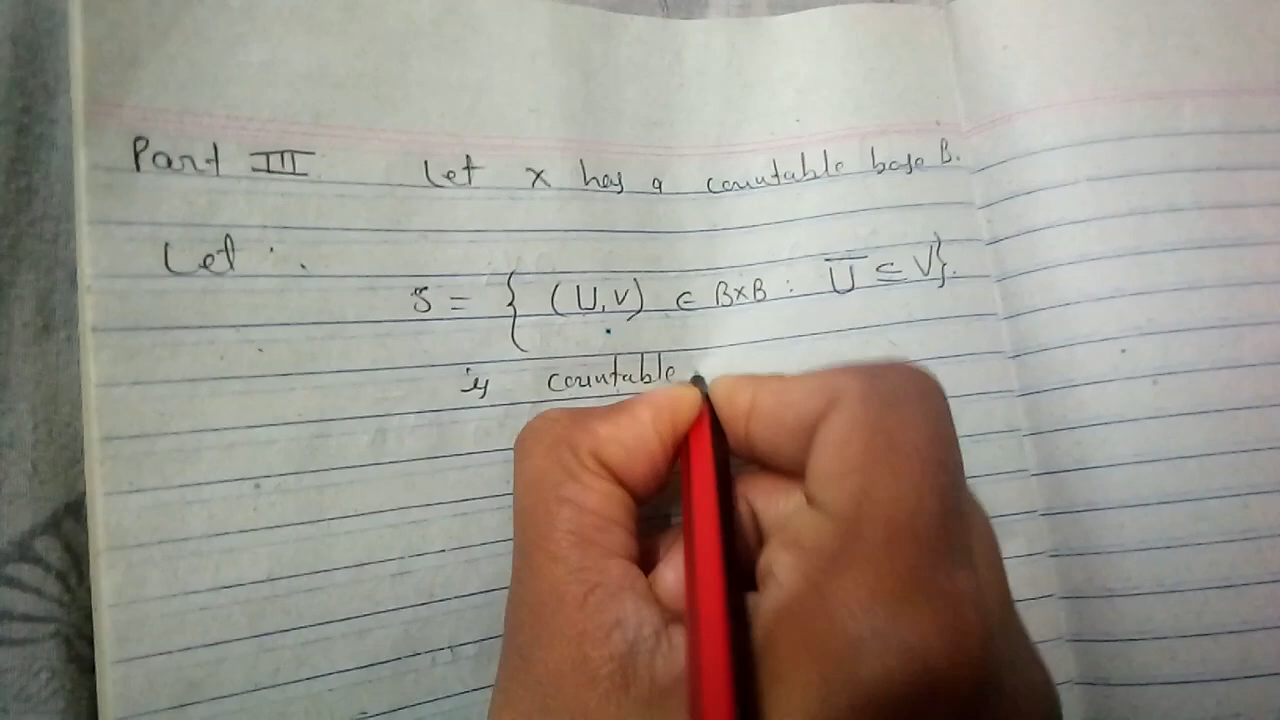 Part III Let x has a countable base B.
Let :.
S = { (U, V) ∈ B×B : U̅ ⊆ V}.
is countable